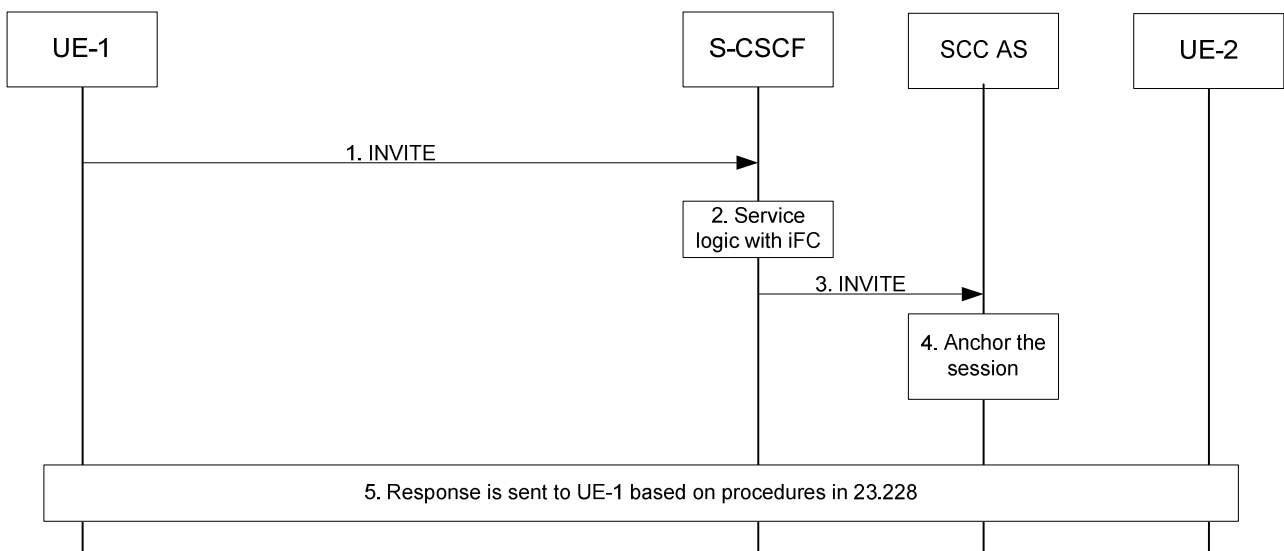 UE-1
S-CSCF
SCC AS
UE-2
1. INVITE
2. Service
logic with iFC
3. INVITE
4. Anchor the
session
5. Response is sent to UE-1 based on procedures in 23.228